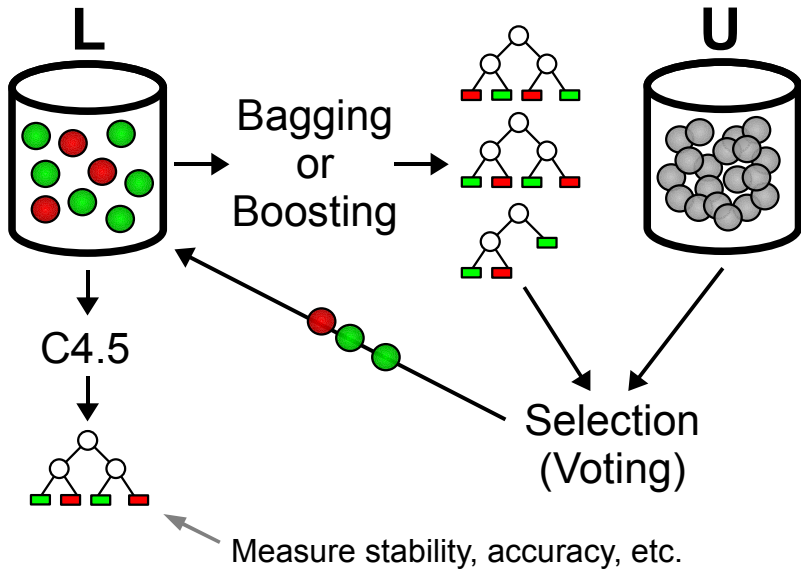 L
U
Bagging
or
Boosting
C4.5
Selection
(Voting)
Measure stability, accuracy, etc.